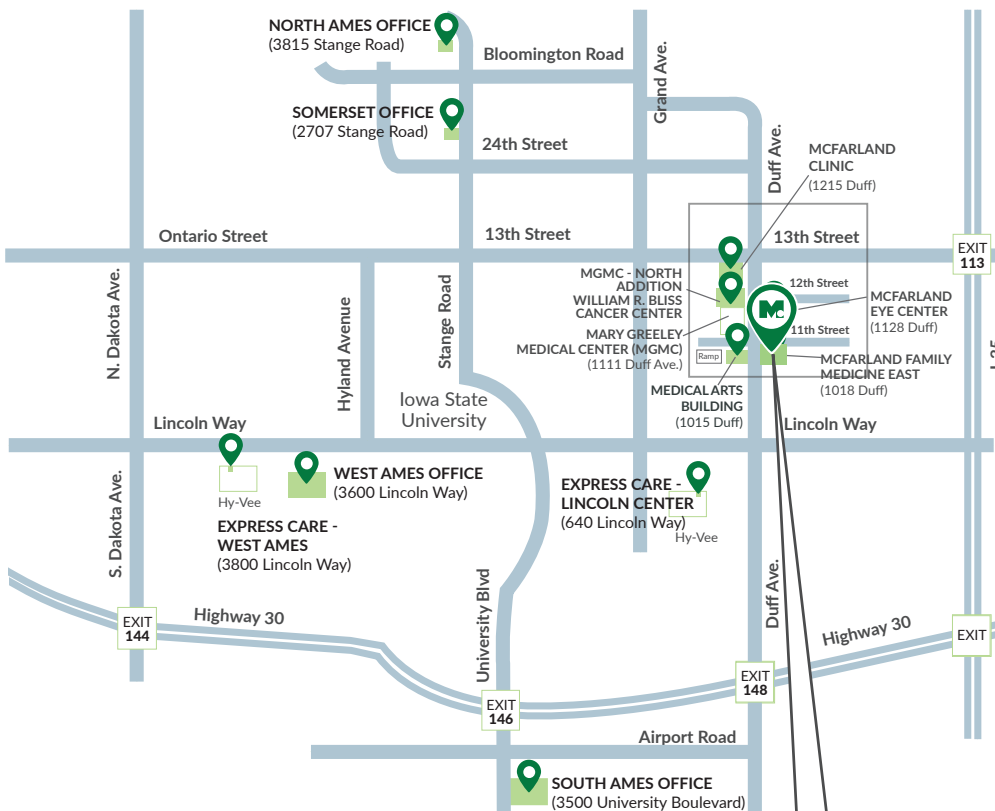 NORTH AMES OFFICE
(3815 Stange Road)
Bloomington Road
Grand Ave.
SOMERSET OFFICE
(2707 Stange Road)
24th Street
Duff Ave.
MCFARLAND
CLINIC
(1215 Duff)
Ontario Street
13th Street
13th Street
EXIT
113
N. Dakota Ave.
Hyland Avenue
Stange Road
MGMC - NORTH
ADDITION
WILLIAM R. BLISS
CANCER CENTER
MARY GREELEY
MEDICAL CENTER (MGMC)
(1111 Duff Ave.)
12th Street
Mc
11th Street
Ramp
MCFARLAND
EYE CENTER
(1128 Duff)
MCFARLAND FAMILY
MEDICINE EAST
(1018 Duff)
MEDICAL ARTS
BUILDING
(1015 Duff)
Iowa State
University
Lincoln Way
Lincoln Way
S. Dakota Ave.
Hy-Vee
EXPRESS CARE -
WEST AMES
(3800 Lincoln Way)
WEST AMES OFFICE
(3600 Lincoln Way)
EXPRESS CARE -
LINCOLN CENTER
(640 Lincoln Way)
Hy-Vee
University Blvd
Duff Ave.
EXIT
144
Highway 30
EXIT
146
EXIT
148
Highway 30
EXIT
Airport Road
SOUTH AMES OFFICE
(3500 University Boulevard)